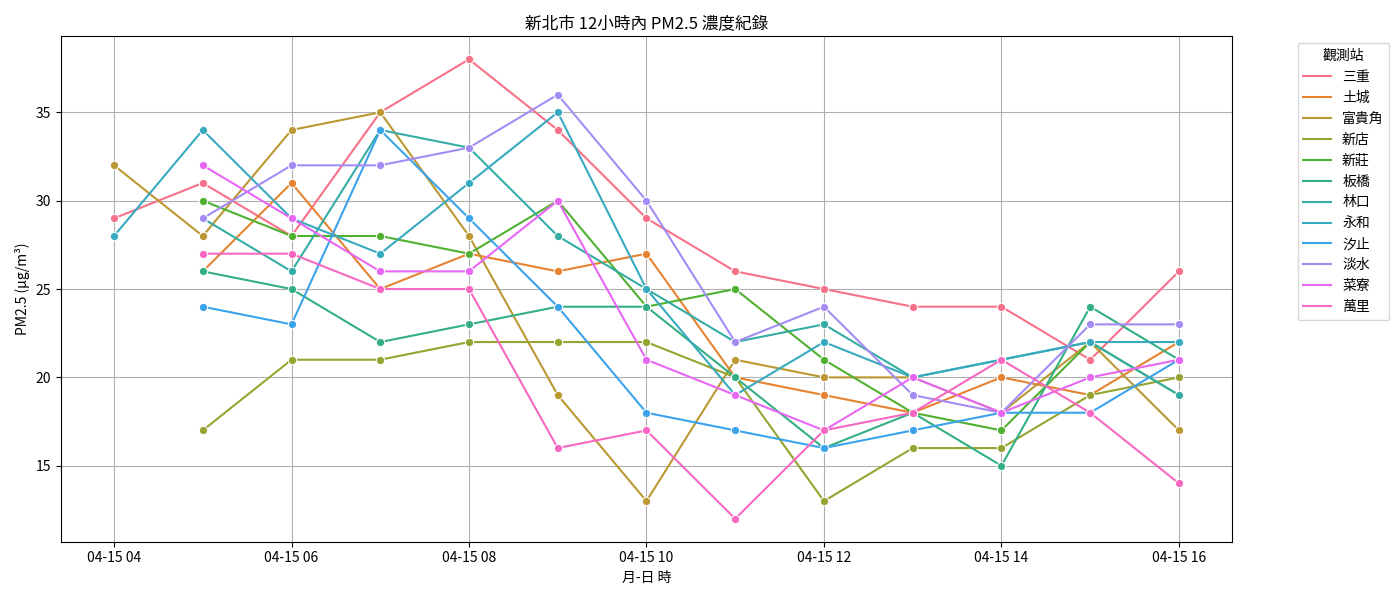 新北市 12小時內 PM2.5 濃度紀錄
PM2.5 (μg/m³)
35
30
25
20
15
04-15 04
04-15 06
04-15 08
04-15 10
04-15 12
04-15 14
04-15 16
月-日 時
觀測站
三重
土城
富貴角
新店
新莊
板橋
林口
永和
汐止
淡水
菜寮
萬里